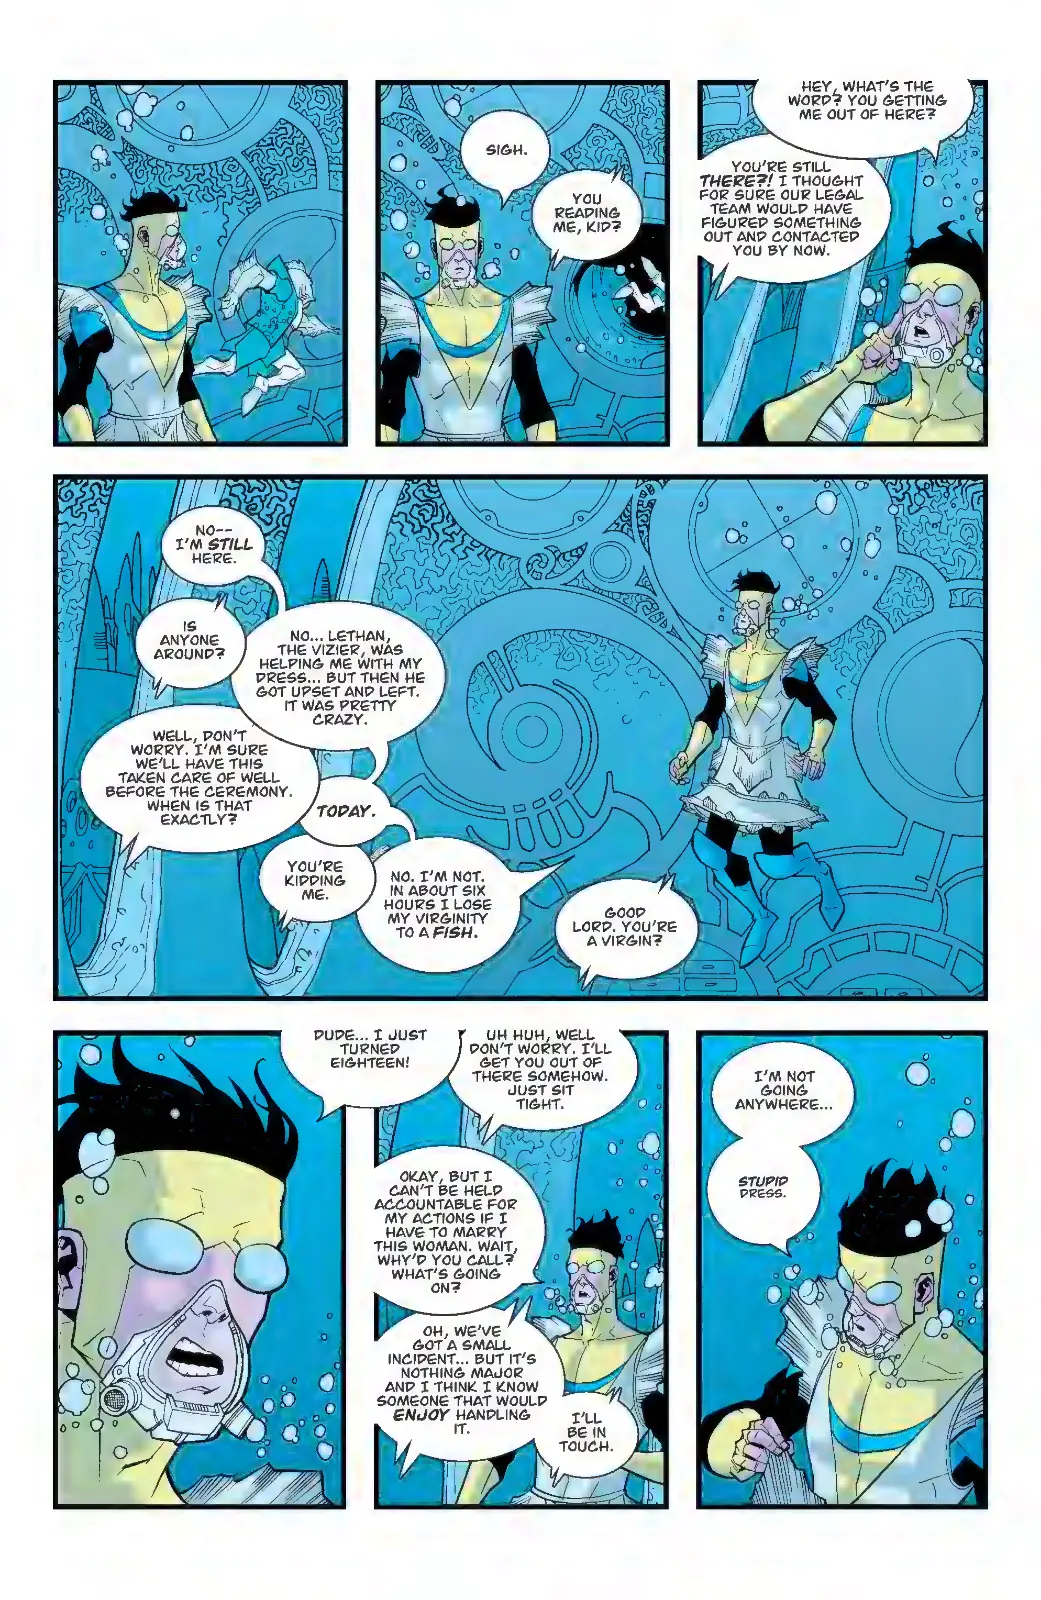 SIGH.
YOU
READING
ME, KID?
HEY, WHAT'S THE
WORD? YOU GETTING
ME OUT OF HERE?
YOU'RE STILL
THERE?! I THOUGHT
FOR SURE OUR LEGAL
TEAM WOULD HAVE
FIGURED SOMETHING
OUT AND CONTACTED
YOU BY NOW.
NO--
I'M STILL
HERE.
IS
ANYONE
AROUND?
NO... LETHAN,
THE VIZIER, WAS
HELPING ME WITH MY
DRESS... BUT THEN HE
GOT UPSET AND LEFT.
IT WAS PRETTY
CRAZY.
WELL, DON'T
WORRY. I'M SURE
WE'LL HAVE THIS
TAKEN CARE OF WELL
BEFORE THE CEREMONY.
WHEN IS THAT
EXACTLY?
TODAY.
YOU'RE
KIDDING
ME.
NO. I'M NOT.
IN ABOUT SIX
HOURS I LOSE
MY VIRGINITY
TO A FISH.
GOOD
LORD. YOU'RE
A VIRGIN?
DUDE... I JUST
TURNED
EIGHTEEN!
UH HUH, WELL
DON'T WORRY. I'LL
GET YOU OUT OF
THERE SOMEHOW.
JUST SIT
TIGHT.
OKAY, BUT I
CAN'T BE HELD
ACCOUNTABLE FOR
MY ACTIONS IF I
HAVE TO MARRY
THIS WOMAN. WAIT,
WHY'D YOU CALL?
WHAT'S GOING
ON?
OH, WE'VE
GOT A SMALL
INCIDENT... BUT IT'S
NOTHING MAJOR
AND I THINK I KNOW
SOMEONE THAT WOULD
ENJOY HANDLING
IT.
I'LL
BE IN
TOUCH.
I'M NOT
GOING
ANYWHERE...
STUPID
DRESS.